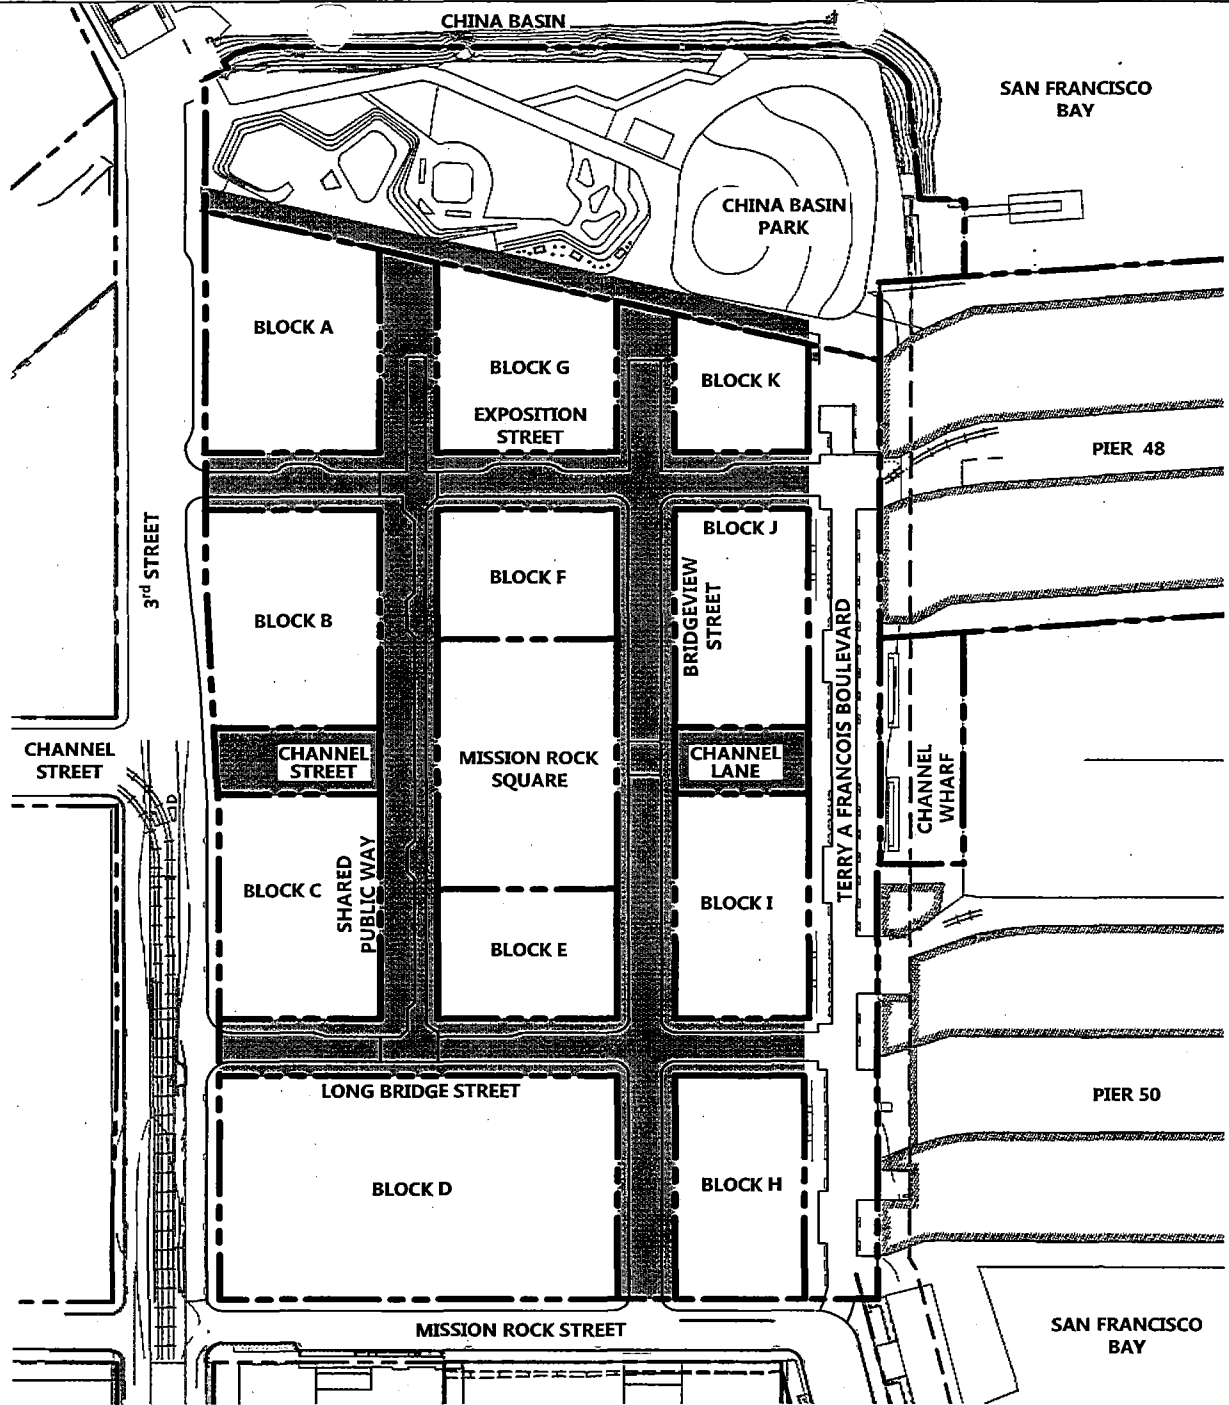 CHINA BASIN
SAN FRANCISCO
BAY
CHINA BASIN
PARK
BLOCK A
BLOCK G
BLOCK K
EXPOSITION
STREET
PIER 48
3rd STREET
BLOCK J
BLOCK F
BLOCK B
BRIDGEVIEW
STREET
TERRY A FRANCOIS BOULEVARD
CHANNEL
STREET
CHANNEL
STREET
MISSION ROCK
SQUARE
CHANNEL
LANE
CHANNEL
WHARF
BLOCK C
SHARED
PUBLIC WAY
BLOCK I
BLOCK E
LONG BRIDGE STREET
PIER 50
BLOCK D
BLOCK H
MISSION ROCK STREET
SAN FRANCISCO
BAY